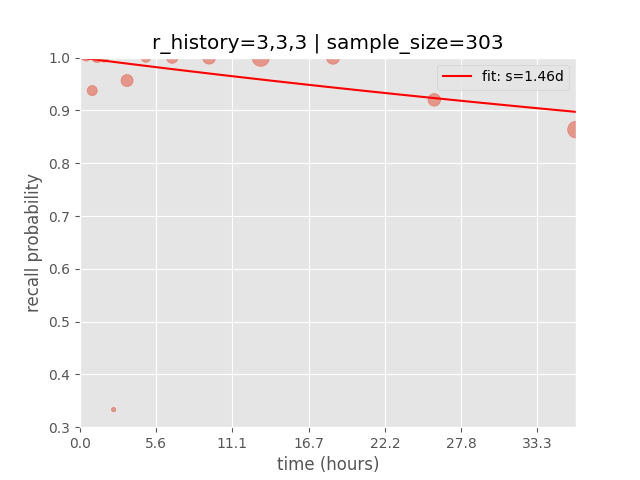 r_history=3,3,3 | sample_size=303
fit: s=1.46d
recall probability
1.0
0.9
0.8
0.7
0.6
0.5
0.4
0.3
0.0 5.6 11.1 16.7 22.2 27.8 33.3
time (hours)